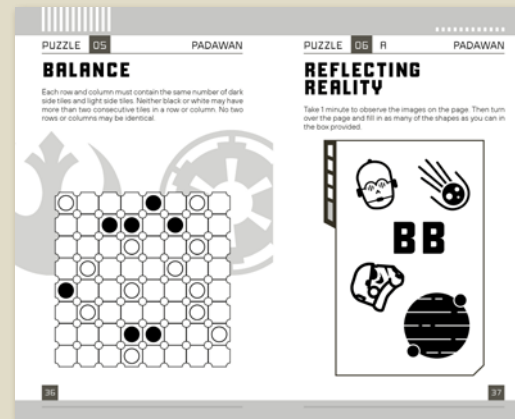 PUZZLE 05 PADAWAN
BALANCE
Each row and column must contain the same number of dark
side tiles and light side tiles. Neither black or white may have
more than two consecutive tiles in a row or column. No two
rows or columns may be identical.
36
PUZZLE 06 A PADAWAN
REFLECTING
REALITY
Take 1 minute to observe the images on the page. Then turn
over the page and fill in as many of the shapes as you can in
the box provided.
BB
37